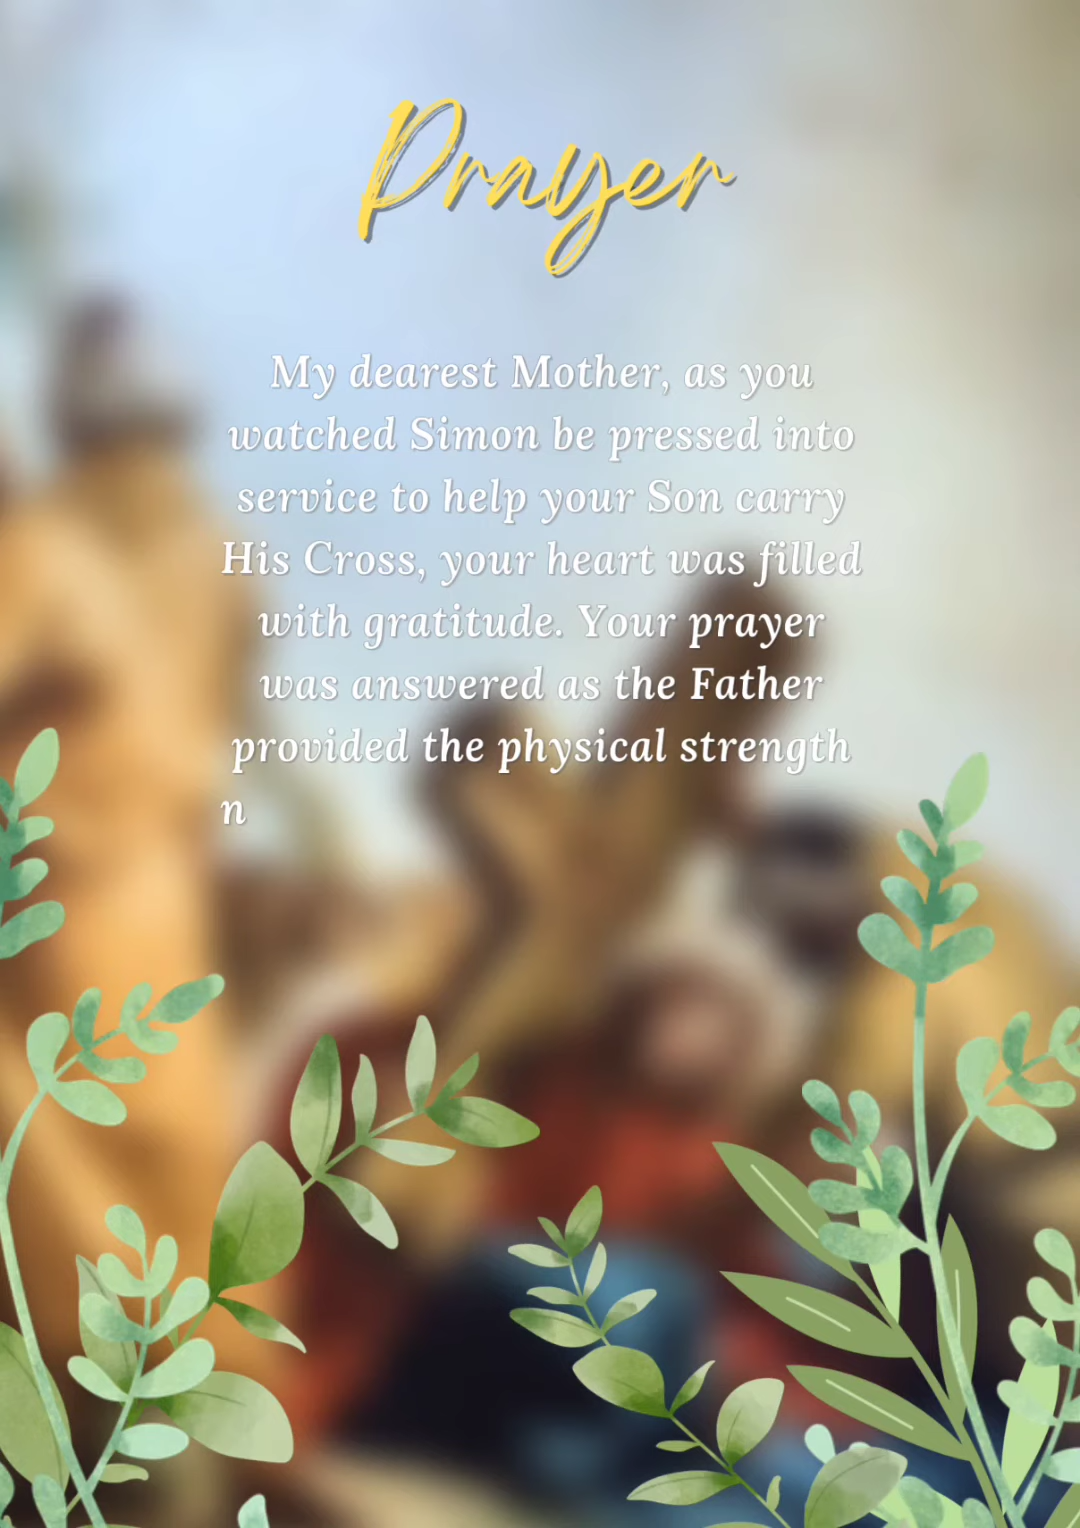 Prayer
My dearest Mother, as you
watched Simon be pressed into
service to help your Son carry
His Cross, your heart was filled
with gratitude. Your prayer
was answered as the Father
provided the physical strength
n